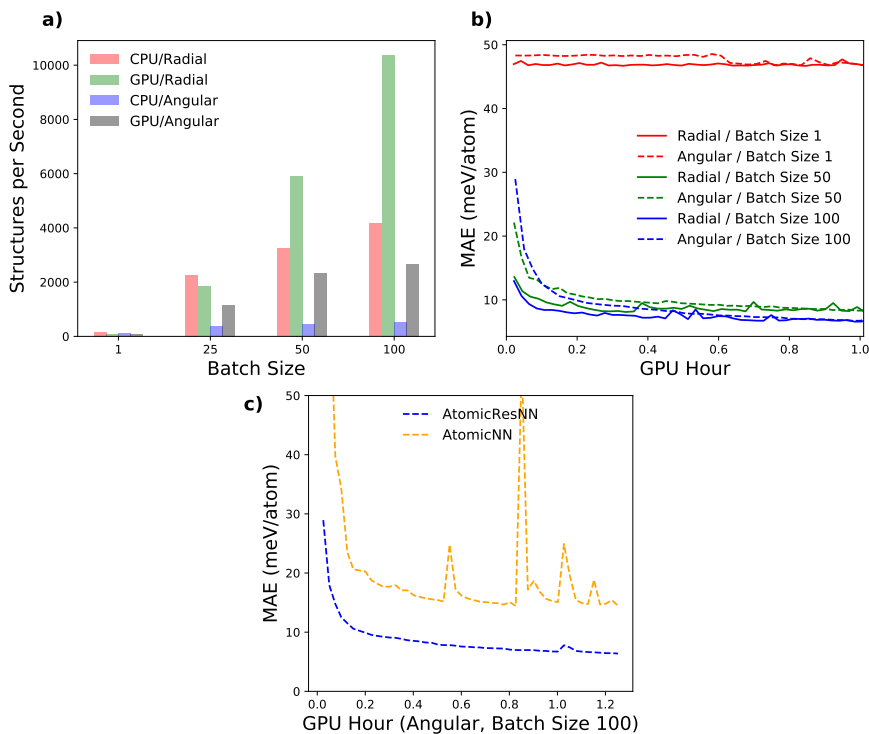 a)
Structures per Second
10000
8000
6000
4000
2000
0
CPU/Radial
GPU/Radial
CPU/Angular
GPU/Angular
1
25
50
100
Batch Size
b)
MAE (meV/atom)
50
40
30
20
10
Radial / Batch Size 1
Angular / Batch Size 1
Radial / Batch Size 50
Angular / Batch Size 50
Radial / Batch Size 100
Angular / Batch Size 100
0.0
0.2
0.4
0.6
0.8
1.0
GPU Hour
c)
MAE (meV/atom)
50
40
30
20
10
0
AtomicResNN
AtomicNN
0.0
0.2
0.4
0.6
0.8
1.0
1.2
GPU Hour (Angular, Batch Size 100)